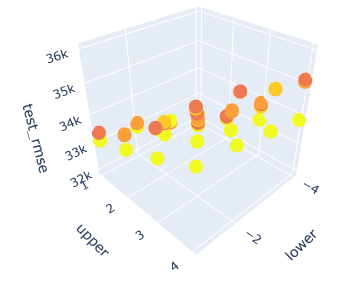 36k
35k
34k
33k
32k
test_rmse
1
2
3
4
upper
−4
−2
lower